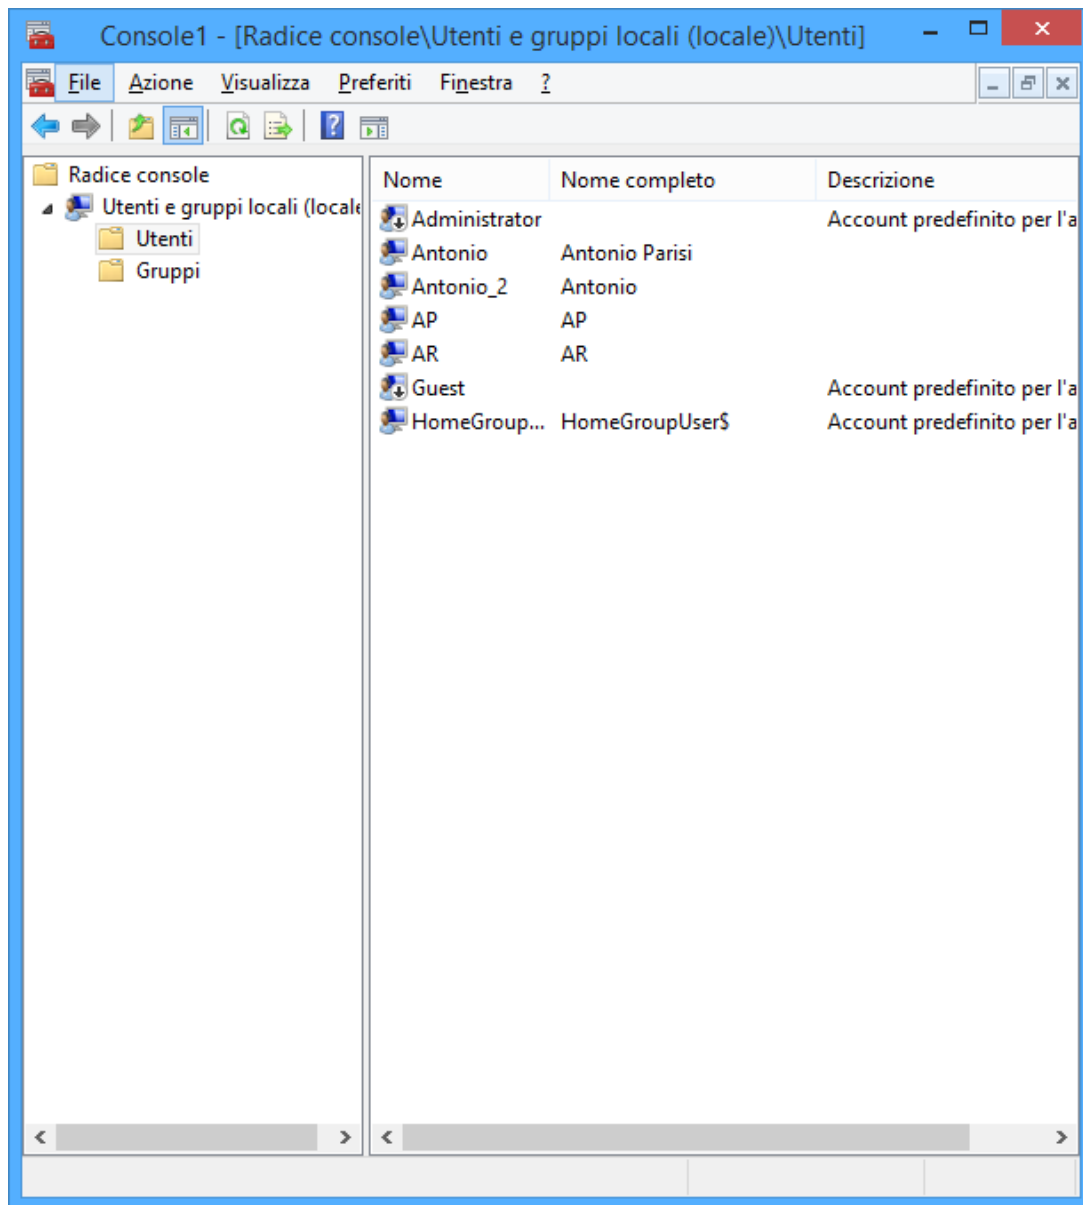 Console1 - [Radice console\Utenti e gruppi locali (locale)\Utenti]
File Azione Visualizza Preferiti Finestra ?
Radice console
Utenti e gruppi locali (locale
Utenti
Gruppi
Nome Nome completo Descrizione
Administrator Account predefinito per l'a
Antonio Antonio Parisi
Antonio_2 Antonio
AP AP
AR AR
Guest Account predefinito per l'a
HomeGroup... HomeGroupUser$ Account predefinito per l'a